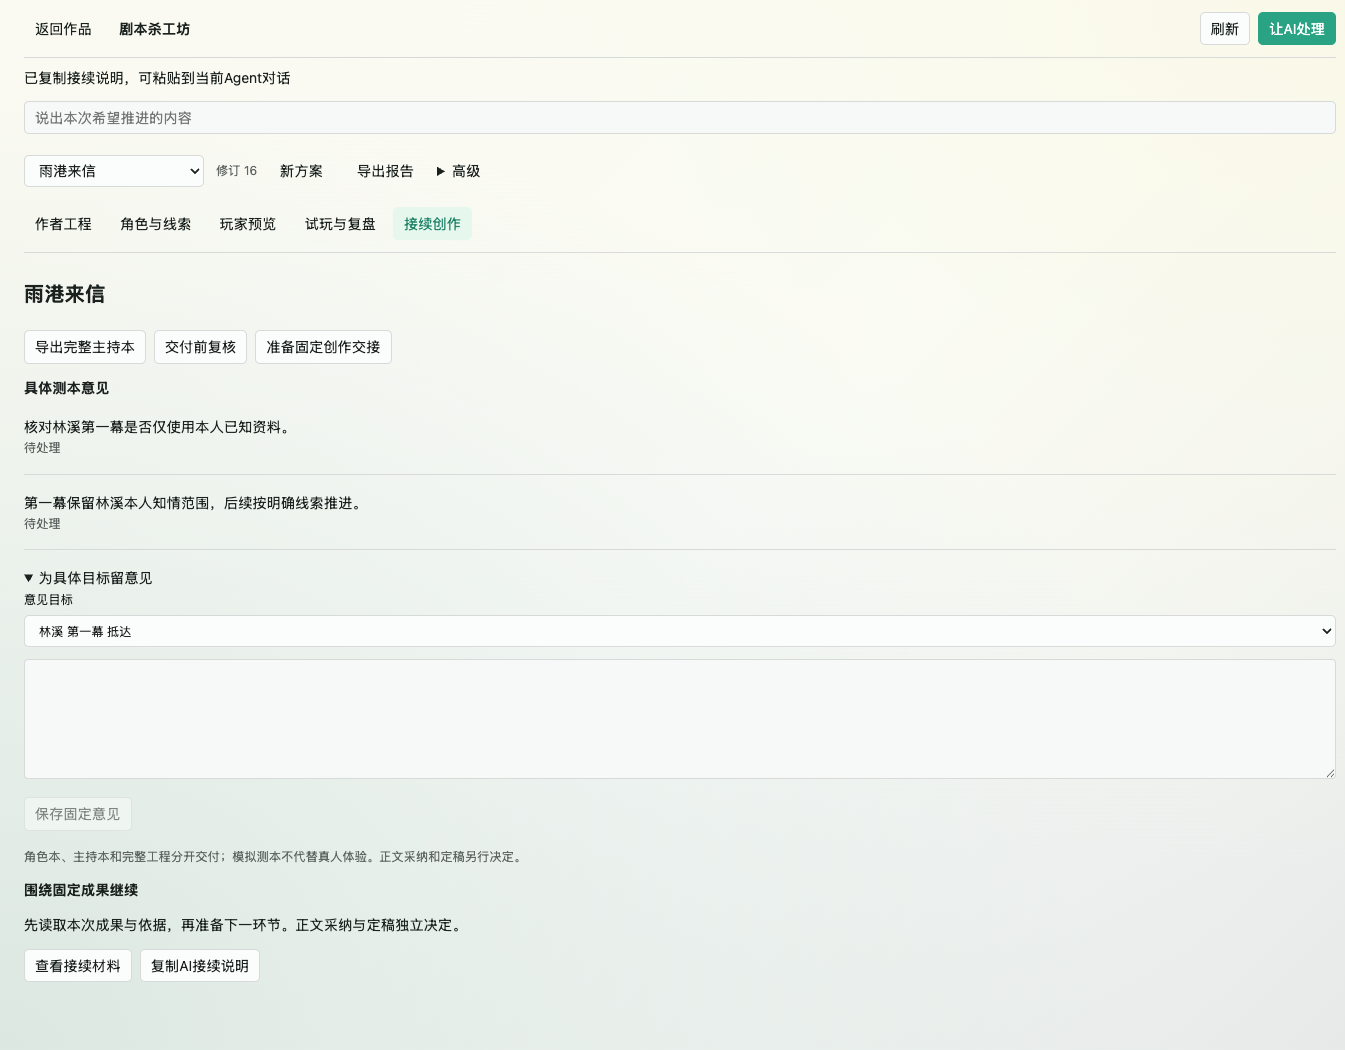 返回作品 剧本杀工坊 刷新 让AI处理
已复制接续说明，可粘贴到当前Agent对话
说出本次希望推进的内容
雨港来信 修订 16 新方案 导出报告 ▶ 高级
作者工程 角色与线索 玩家预览 试玩与复盘 接续创作
雨港来信
导出完整主持本 交付前复核 准备固定创作交接
具体测本意见
核对林溪第一幕是否仅使用本人已知资料。
待处理
第一幕保留林溪本人知情范围，后续按明确线索推进。
待处理
▼ 为具体目标留意见
意见目标
林溪 第一幕 抵达
保存固定意见
角色本、主持本和完整工程分开交付；模拟测本不代替真人体验。正文采纳和定稿另行决定。
围绕固定成果继续
先读取本次成果与依据，再准备下一环节。正文采纳与定稿独立决定。
查看接续材料 复制AI接续说明